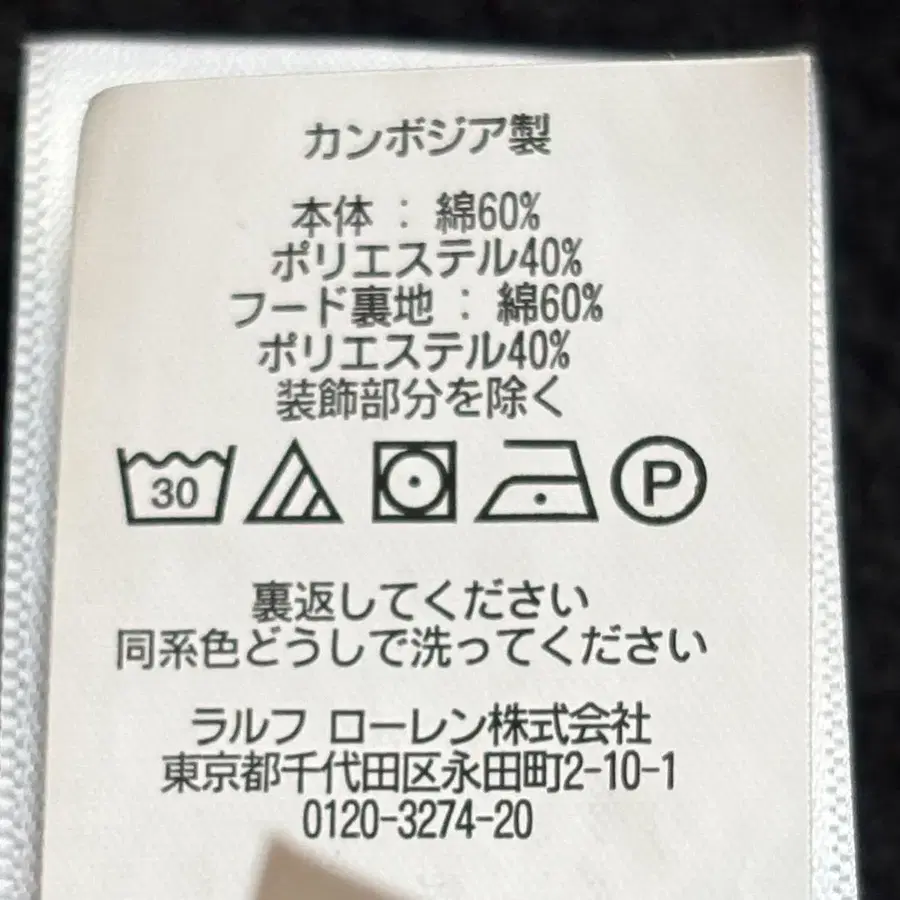 カンボジア製
本体 : 綿60%
ポリエステル40%
フード裏地 : 綿60%
ポリエステル40%
装飾部分を除く
30 P
裏返してください
同系色どうしで洗ってください
ラルフ ローレン株式会社
東京都千代田区永田町2-10-1
0120-3274-20